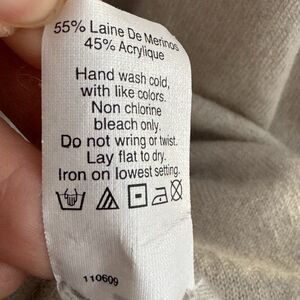 55% Laine De Merinos
45% Acrylique
Hand wash cold,
with like colors.
Non chlorine
bleach only.
Do not wring or twist.
Lay flat to dry.
Iron on lowest setting.
110609